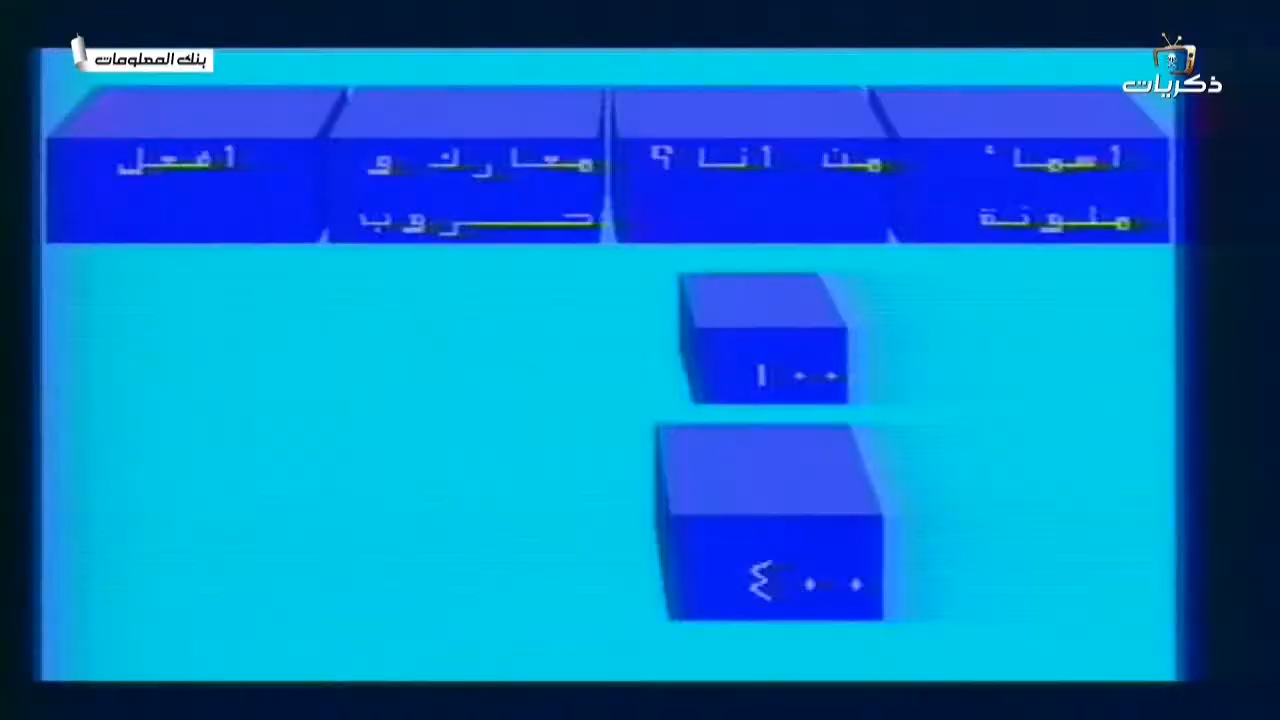 بنك المعلومات
ذكريات
أسماء
ملونة
من أنا؟
معارك و
حروب
أفعل
١٠٠
٤٠٠